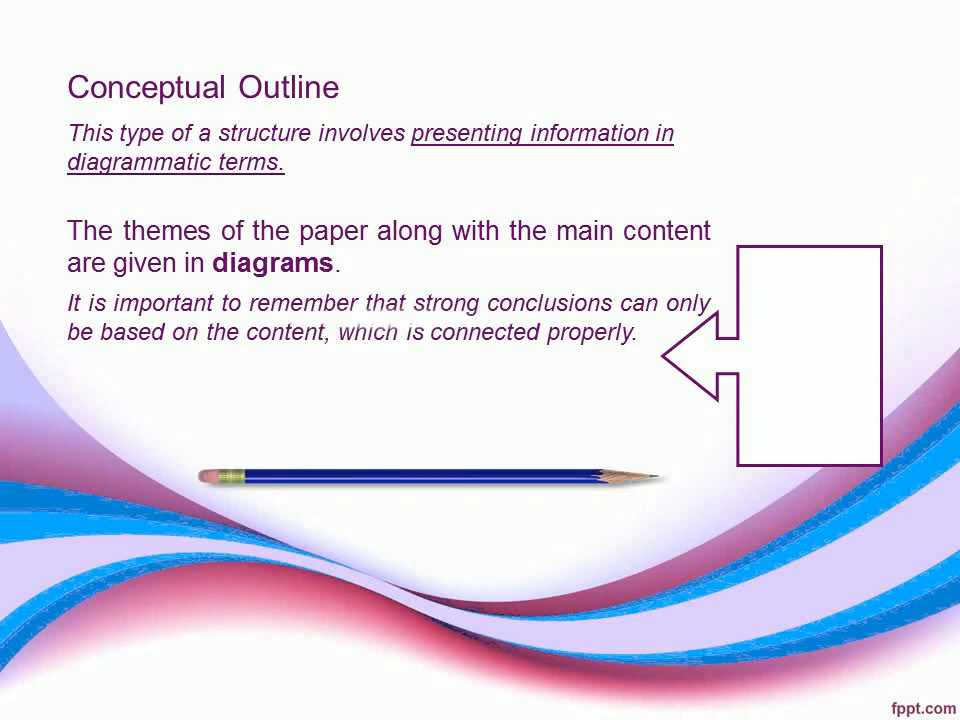 Conceptual Outline
This type of a structure involves presenting information in
diagrammatic terms.
The themes of the paper along with the main content
are given in diagrams.
It is important to remember that strong conclusions can only
be based on the content, which is connected properly.
fppt.com